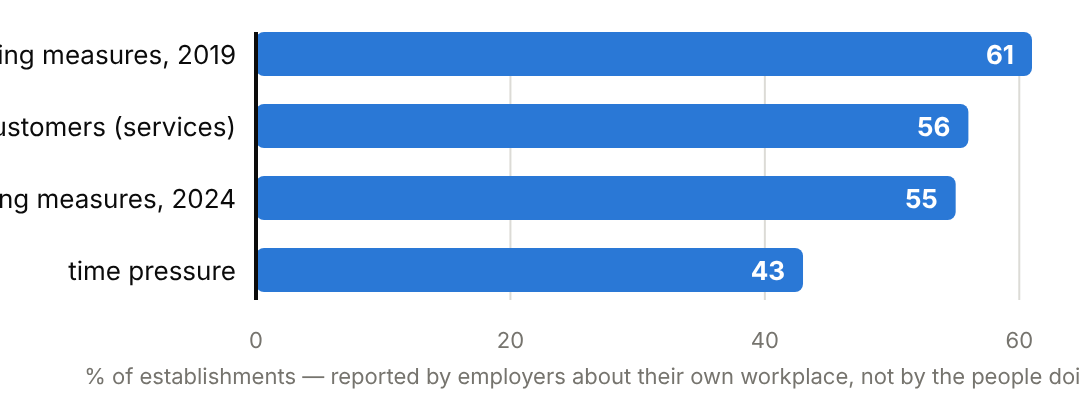 ing measures, 2019 61
ustomers (services) 56
ng measures, 2024 55
time pressure 43
0 20 40 60
% of establishments — reported by employers about their own workplace, not by the people doi